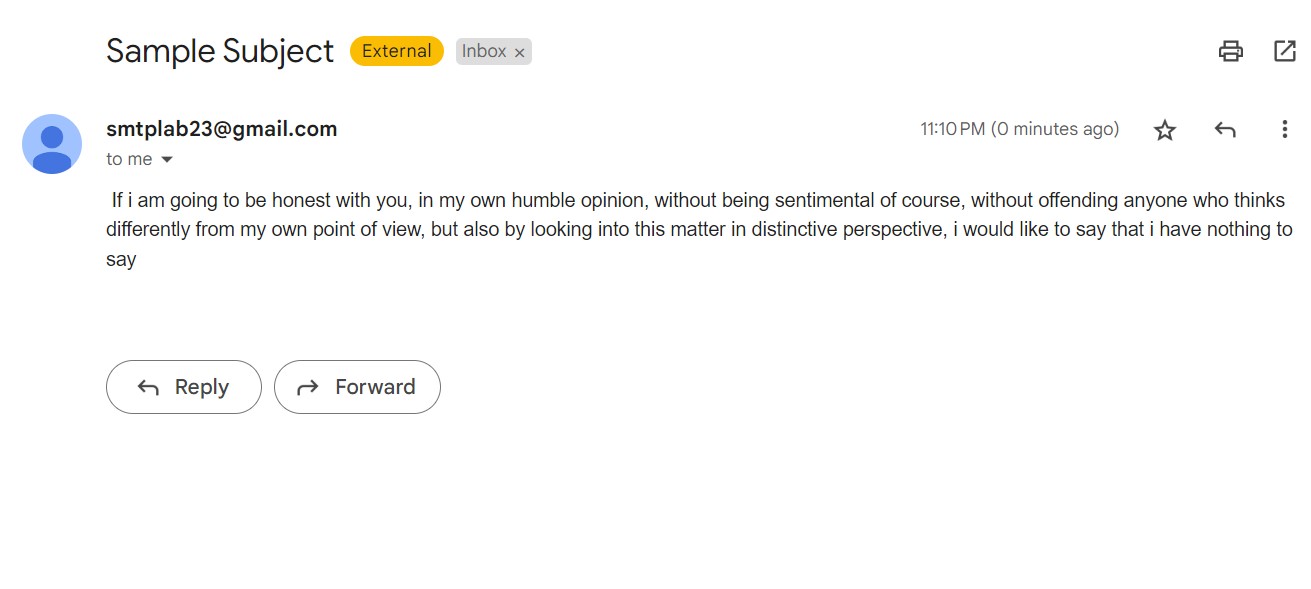 Sample Subject External Inbox ×
smtplab23@gmail.com 11:10 PM (0 minutes ago)
to me
If i am going to be honest with you, in my own humble opinion, without being sentimental of course, without offending anyone who thinks
differently from my own point of view, but also by looking into this matter in distinctive perspective, i would like to say that i have nothing to
say
Reply Forward